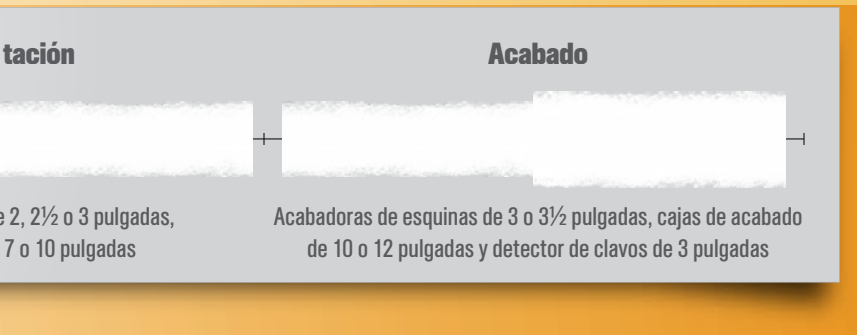 tación
e 2, 2½ o 3 pulgadas,
7 o 10 pulgadas
Acabado
Acabadoras de esquinas de 3 o 3½ pulgadas, cajas de acabado
de 10 o 12 pulgadas y detector de clavos de 3 pulgadas